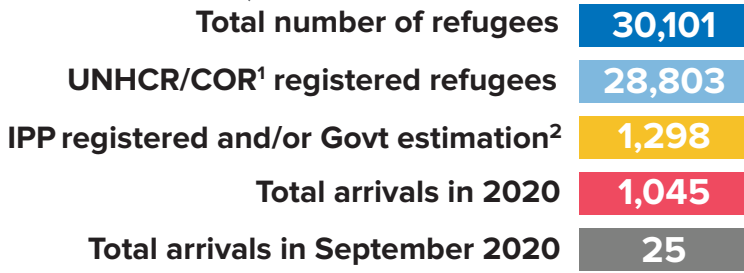 Total number of refugees 30,101
UNHCR/COR¹ registered refugees 28,803
IPP registered and/or Govt estimation² 1,298
Total arrivals in 2020 1,045
Total arrivals in September 2020 25